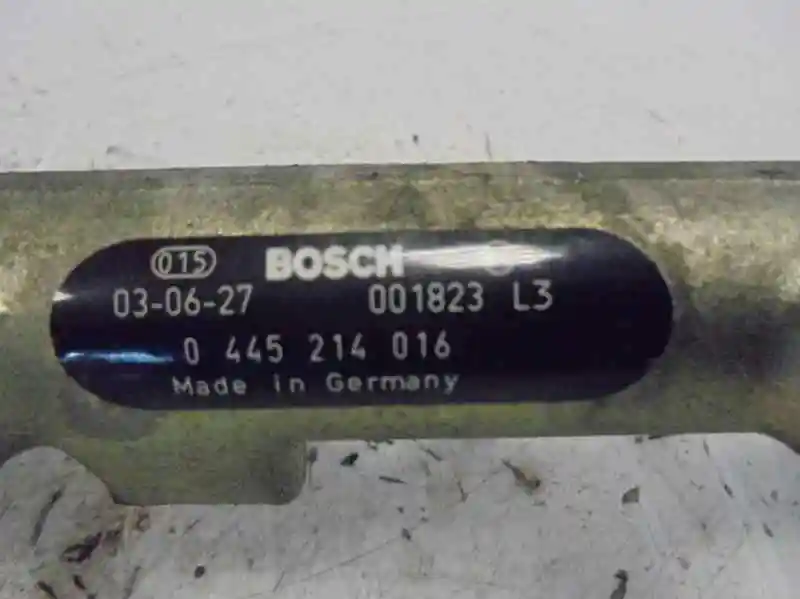 015 BOSCH
03-06-27 001823 L3
0 445 214 016
Made in Germany